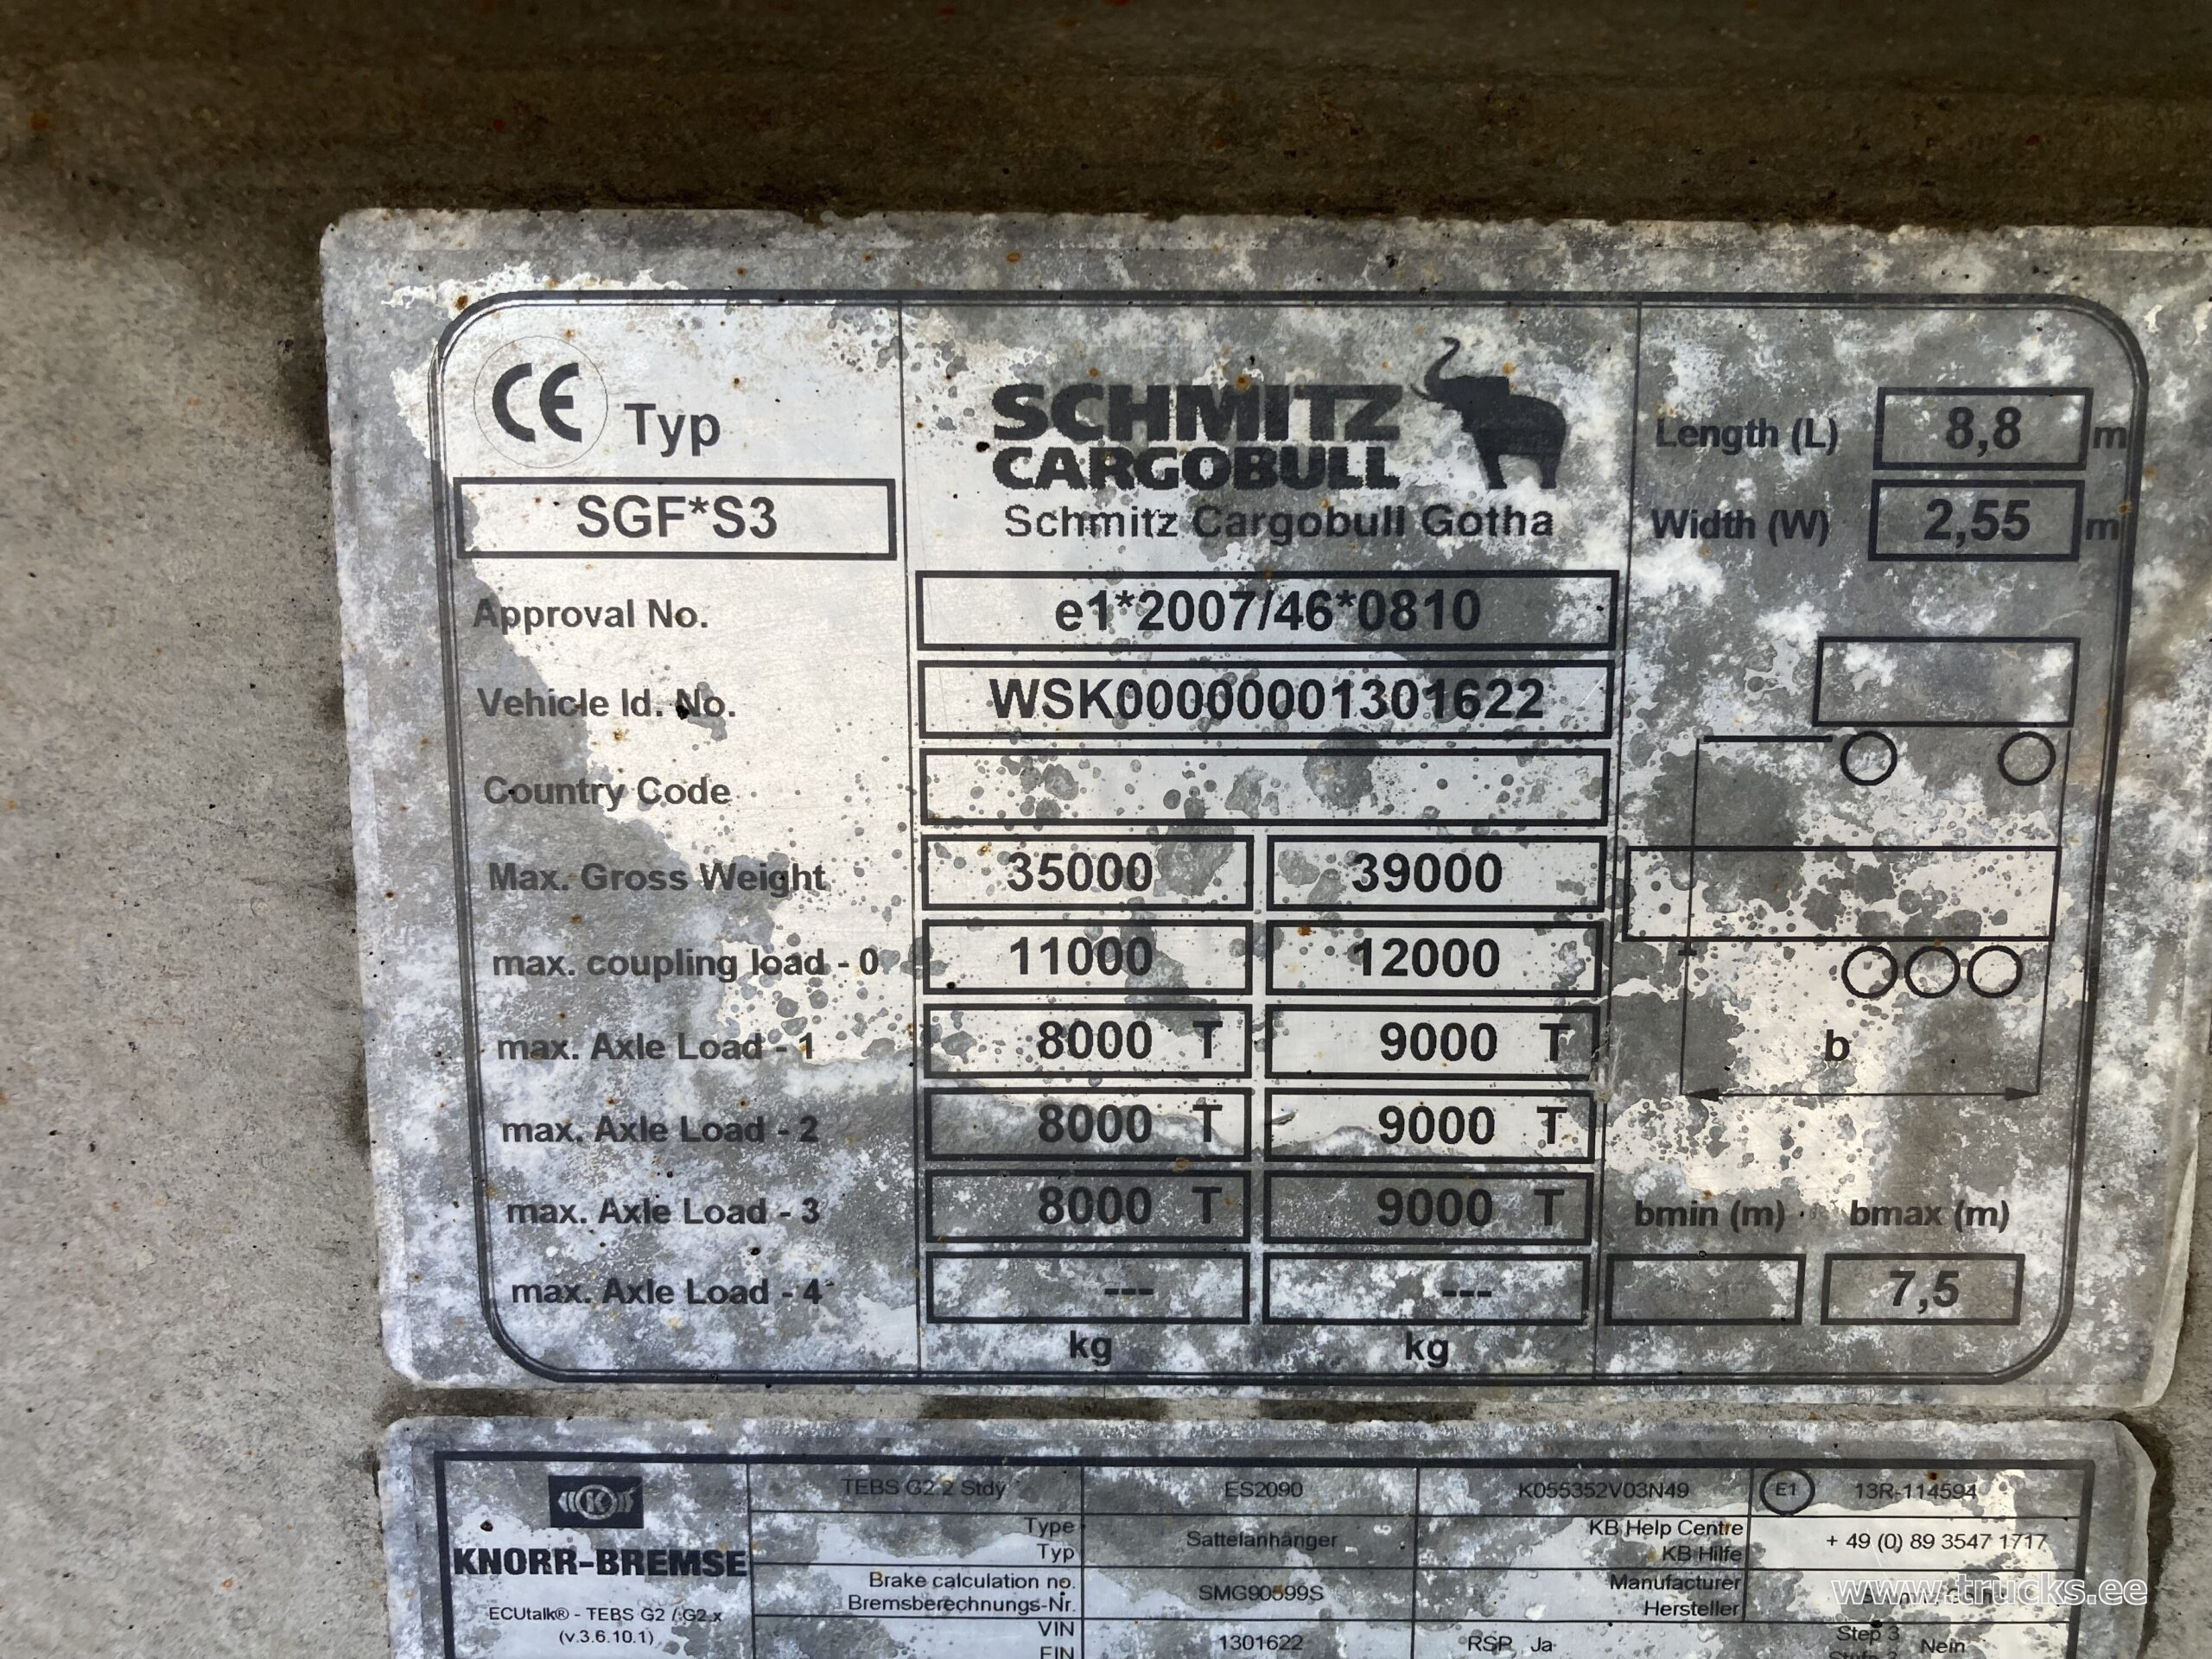 CE Typ
SGF*S3
SCHMITZ
CARGOBULL
Schmitz Cargobull Gotha
Length (L) 8,8 m
Width (W) 2,55 m
Approval No. e1*2007/46*0810
Vehicle Id. No. WSK00000001301622
Country Code
Max. Gross Weight 35000 39000
max. coupling load - 0 11000 12000
max. Axle Load - 1 8000 T 9000 T
b
max. Axle Load - 2 8000 T 9000 T
max. Axle Load - 3 8000 T 9000 T
bmin (m) bmax (m)
max. Axle Load - 4 --- --- 7,5
kg kg
KNORR-BREMSE
ECUtalk® - TEBS G2 / G2.x
(v.3.6.10.1)
TEBS G2.2 Stdy ES2090 K055352V03N49 E1 13R-114594
Type
Typ
Sattelanhänger
KB Help Centre
KB Hilfe
+ 49 (0) 89 3547 1717
Brake calculation no.
Bremsberechnungs-Nr.
SMG90599S
Manufacturer
Hersteller
www.trucks.ee
VIN
FIN
1301622
RSP Ja
Step 3
Nein